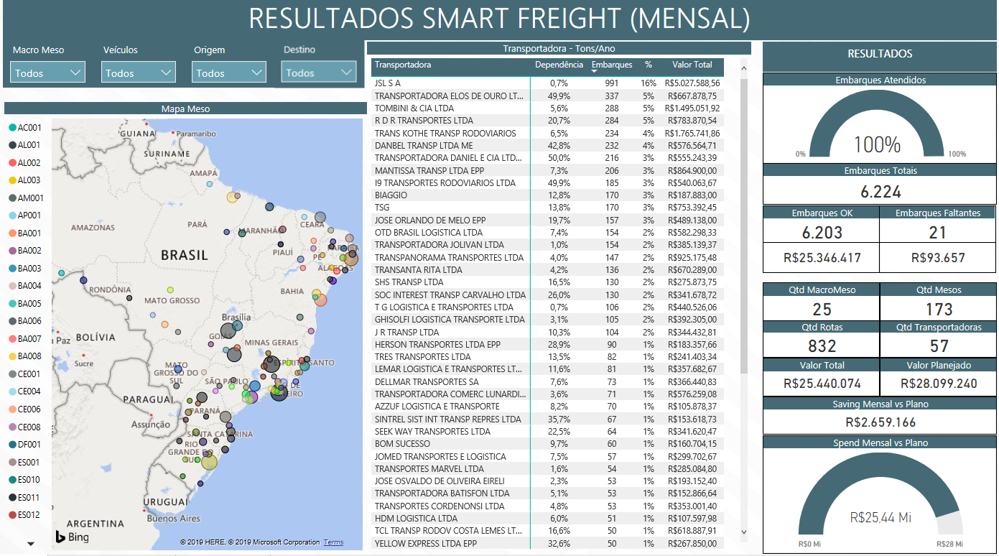 RESULTADOS SMART FREIGHT (MENSAL)
Macro Meso Veículos Origem Destino
Todos Todos Todos Todos
Mapa Meso
AC001
AL001
AL002
AL003
AM001
AP001
BA001
BA002
BA003
BA004
BA005
BA006
BA007
BA008
CE001
CE004
CE006
CE008
DF001
ES001
ES010
ES011
ES012
GUIANA
Paramaribo
SURINAME
AMAPÁ
AMAZONAS
PARÁ
MARANHÃO
CEARÁ
PIAUÍ
PE
BRASIL
RONDÔNIA
MATO GROSSO
BAHIA
Brasília
GOIÁS
BOLÍVIA
Paz
Sucre
MINAS GERAIS
MATO
GROSSO DO
SUL
SÃO PAULO
PARAGUAI
PARANÁ
Assunção
SANTA CATARINA
RIO
GRANDE DO
URUGUAI
Buenos Aires
ARGENTINA
Bing
© 2019 HERE, © 2019 Microsoft Corporation Terms
Transportadora - Tons/Ano
Transportadora Dependência Embarques % Valor Total
JSL S A 0,7% 991 16% R$5.027.588,56
TRANSPORTADORA ELOS DE OURO LT... 49,9% 337 5% R$667.878,75
TOMBINI & CIA LTDA 5,6% 288 5% R$1.495.051,92
R D R TRANSPORTES LTDA 20,7% 284 5% R$783.870,54
TRANS KOTHE TRANSP RODOVIARIOS 6,5% 234 4% R$1.765.741,86
DANBEL TRANSP LTDA ME 42,8% 232 4% R$576.564,71
TRANSPORTADORA DANIEL E CIA LTD... 50,0% 216 3% R$555.243,39
MANTISSA TRANSP LTDA EPP 7,3% 206 3% R$864.900,00
I9 TRANSPORTES RODOVIARIOS LTDA 49,9% 185 3% R$540.063,67
BIAGGIO 12,8% 170 3% R$187.883,00
TSG 13,8% 170 3% R$753.392,45
JOSE ORLANDO DE MELO EPP 19,7% 157 3% R$489.138,00
OTD BRASIL LOGISTICA LTDA 7,4% 154 2% R$582.298,33
TRANSPORTADORA JOLIVAN LTDA 1,0% 154 2% R$385.139,37
TRANSPANORAMA TRANSPORTES LTDA 4,0% 147 2% R$925.175,48
TRANSANTA RITA LTDA 4,2% 136 2% R$670.289,00
SHS TRANSP LTDA 16,5% 130 2% R$275.873,75
SOC INTEREST TRANSP CARVALHO LTDA 26,0% 130 2% R$341.678,72
T G LOGISTICA E TRANSPORTES LTDA 0,7% 106 2% R$440.526,06
GHISOLFI LOGISTICA TRANSPORTE LTDA 3,1% 105 2% R$392.305,00
J R TRANSP LTDA 10,3% 104 2% R$344.432,81
HERSON TRANSPORTES LTDA EPP 28,9% 90 1% R$183.357,66
TRES TRANSPORTES LTDA 13,5% 82 1% R$241.403,34
LEMAR LOGISTICA E TRANSPORTES LT... 11,6% 81 1% R$357.682,67
DELLMAR TRANSPORTES SA 7,6% 73 1% R$366.440,83
TRANSPORTADORA COMERC LUNARDI... 3,6% 71 1% R$576.259,08
AZZUF LOGISTICA E TRANSPORTE 8,2% 70 1% R$105.878,37
SINTREL SIST INT TRANSP REPRES LTDA 35,7% 67 1% R$153.618,73
SEEK WAY TRANSPORTES LTDA 22,5% 64 1% R$341.620,47
BOM SUCESSO 9,7% 60 1% R$160.704,15
JOMED TRANSPORTES E LOGISTICA 7,5% 57 1% R$299.702,67
TRANSPORTES MARVEL LTDA 1,6% 54 1% R$285.084,80
JOSE OSVALDO DE OLIVEIRA EIRELI 2,3% 53 1% R$193.152,40
TRANSPORTADORA BATISFON LTDA 5,1% 53 1% R$152.866,64
TRANSPORTES CORDENONSI LTDA 4,8% 53 1% R$353.001,40
HDM LOGISTICA LTDA 6,0% 51 1% R$107.597,98
TCL TRANSP RODOV COSTA LEMES LT... 16,6% 50 1% R$618.887,91
YELLOW EXPRESS LTDA EPP 32,6% 50 1% R$267.850,00
RESULTADOS
Embarques Atendidos
100%
0% 100%
Embarques Totais
6.224
Embarques OK Embarques Faltantes
6.203 21
R$25.346.417 R$93.657
Qtd MacroMeso Qtd Mesos
25 173
Qtd Rotas Qtd Transportadoras
832 57
Valor Total Valor Planejado
R$25.440.074 R$28.099.240
Saving Mensal vs Plano
R$2.659.166
Spend Mensal vs Plano
R$25.44 Mi
R$0 Mi R$28 Mi